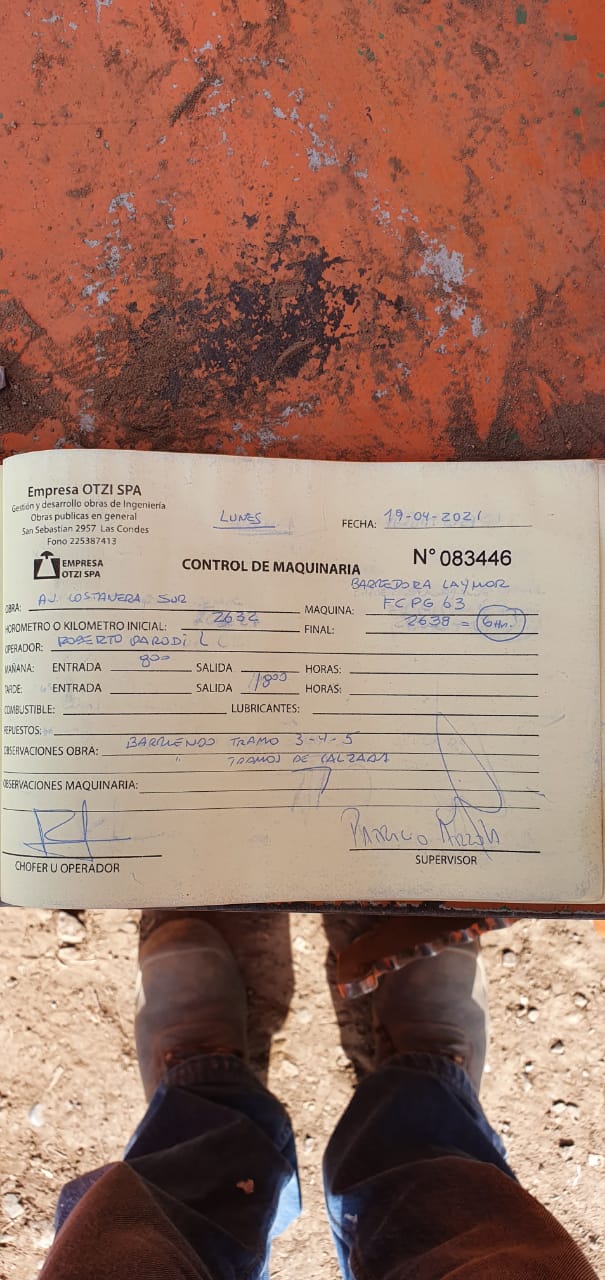 Empresa OTZI SPA
Gestión y desarrollo obras de Ingeniería
Obras publicas en general
San Sebastian 2957 Las Condes
Fono 225387413
LUNES
FECHA: 19-04-2021
EMPRESA
OTZI SPA
CONTROL DE MAQUINARIA
N° 083446
BARREDORA LAYMOR
OBRA: AV. COSTANERA SUR MAQUINA: FCPG 63
HOROMETRO O KILOMETRO INICIAL: 2632 FINAL: 2638 = 6 Hr.
OPERADOR: ROBERTO PARODI L
MAÑANA: ENTRADA 800 SALIDA HORAS:
TARDE: ENTRADA SALIDA 1800 HORAS:
COMBUSTIBLE: LUBRICANTES:
REPUESTOS:
OBSERVACIONES OBRA: BARRIENDO TRAMO 3-4-5
" TRAMOS DE CALZADA
OBSERVACIONES MAQUINARIA:
PATRICIO
CHOFER U OPERADOR SUPERVISOR